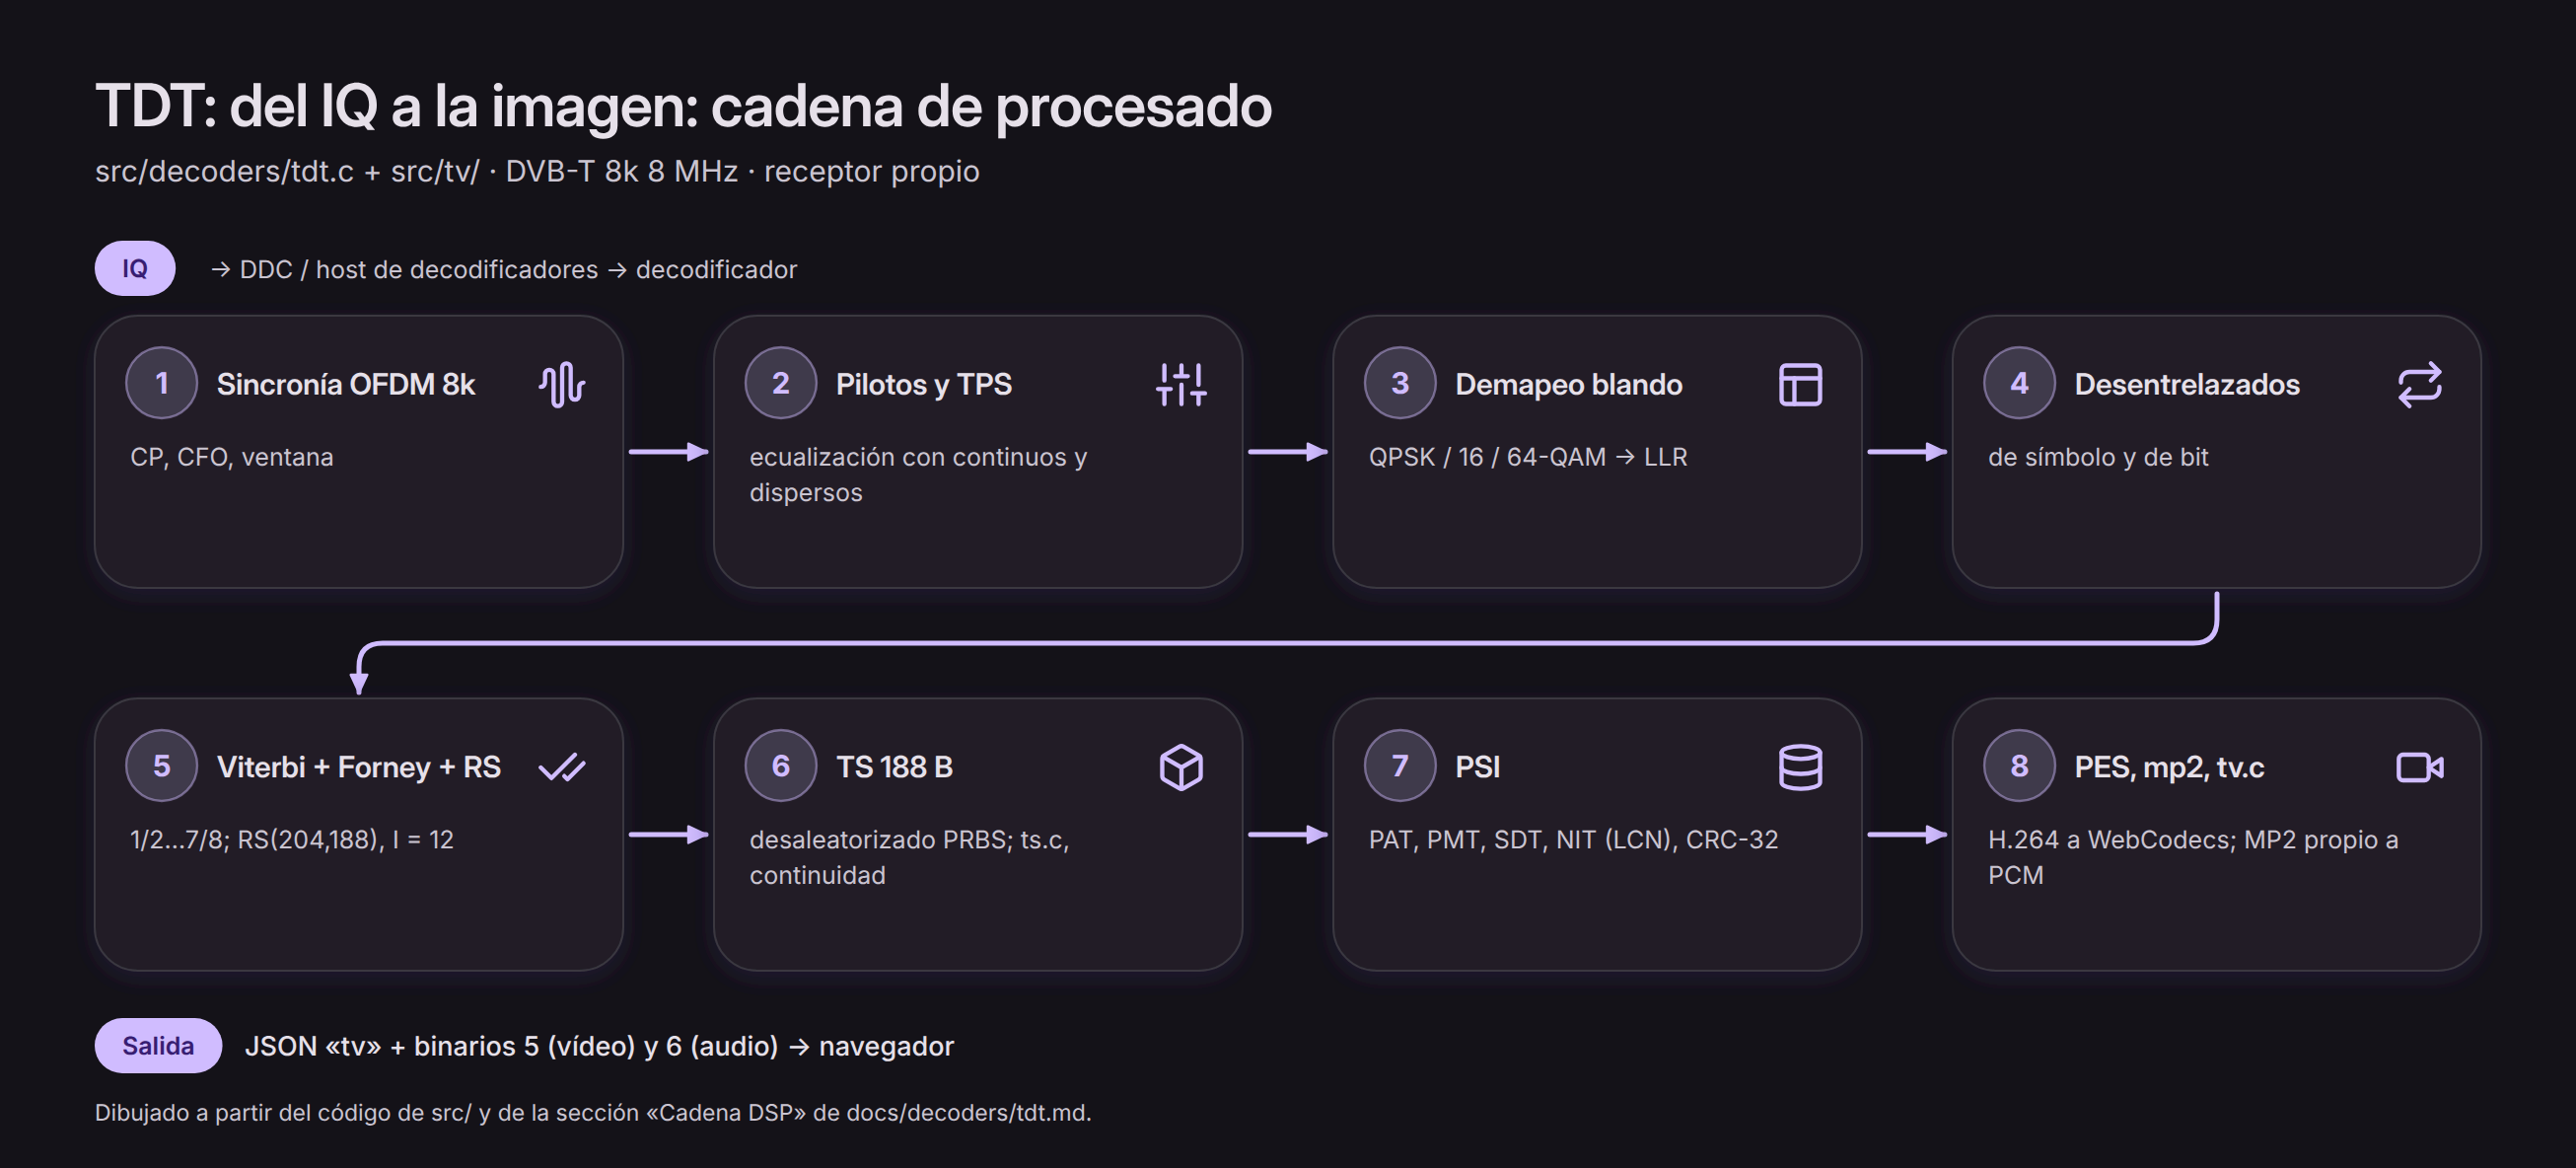 TDT: del IQ a la imagen: cadena de procesado
src/decoders/tdt.c + src/tv/ · DVB-T 8k 8 MHz · receptor propio
IQ → DDC / host de decodificadores → decodificador
1 Sincronía OFDM 8k
CP, CFO, ventana
2 Pilotos y TPS
ecualización con continuos y
dispersos
3 Demapeo blando
QPSK / 16 / 64-QAM → LLR
4 Desentrelazados
de símbolo y de bit
5 Viterbi + Forney + RS
1/2...7/8; RS(204,188), I = 12
6 TS 188 B
desaleatorizado PRBS; ts.c,
continuidad
7 PSI
PAT, PMT, SDT, NIT (LCN), CRC-32
8 PES, mp2, tv.c
H.264 a WebCodecs; MP2 propio a
PCM
Salida JSON «tv» + binarios 5 (vídeo) y 6 (audio) → navegador
Dibujado a partir del código de src/ y de la sección «Cadena DSP» de docs/decoders/tdt.md.